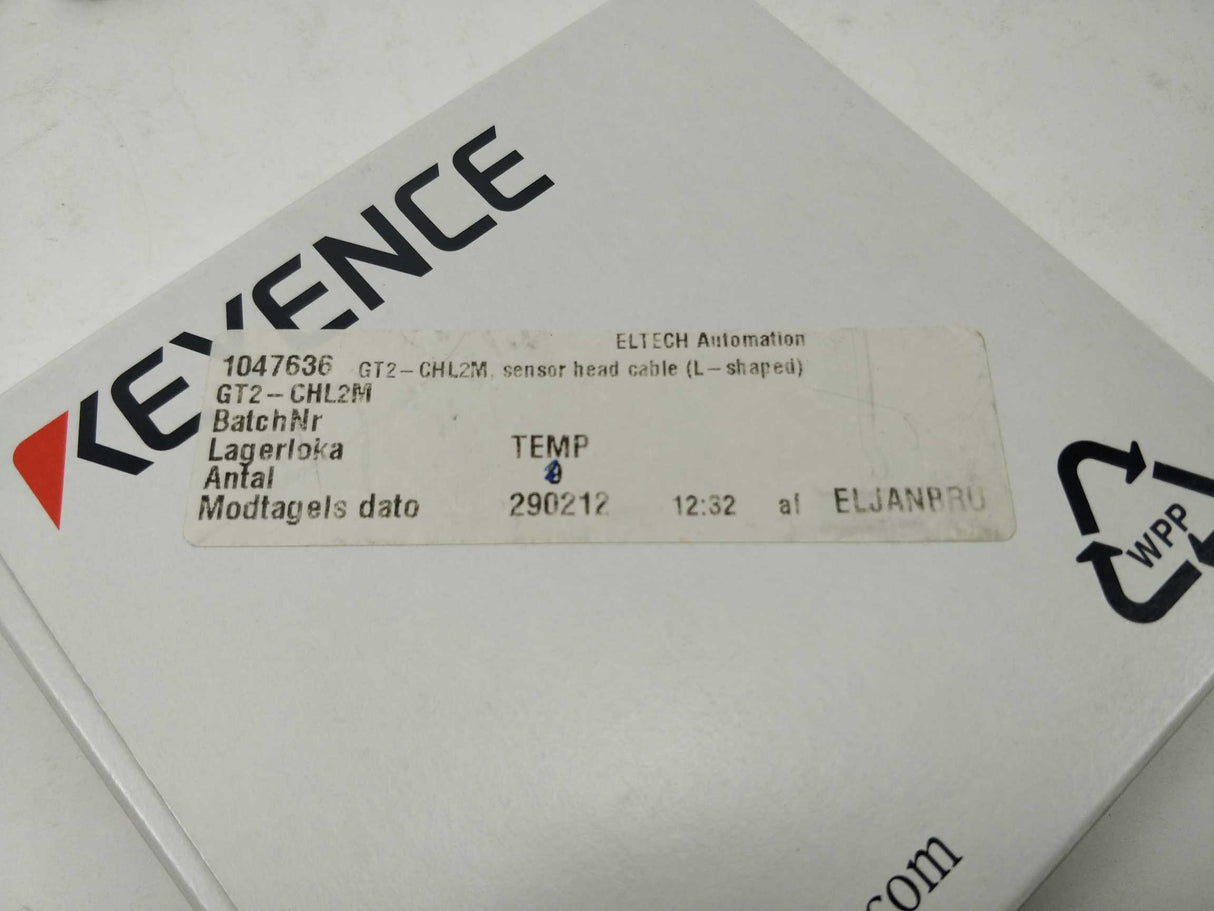 KEYENCE
ELTECH Automation
1047636 GT2-CHL2M, sensor head cable (L-shaped)
GT2-CHL2M
BatchNr
Lagerloka TEMP
Antal
Modtagels dato 290212 12:32 af ELJANBRU
WPP
.com